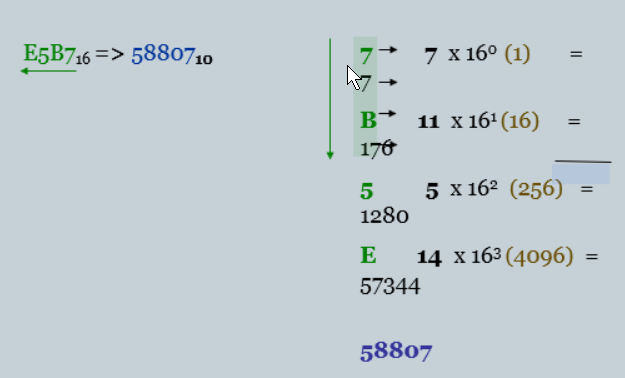 E5B7₁₆ => 58807₁₀
7 → 7 x 16⁰ (1) =
7 →
B → 11 x 16¹ (16) =
176
5 5 x 16² (256) =
1280
E 14 x 16³ (4096) =
57344
58807